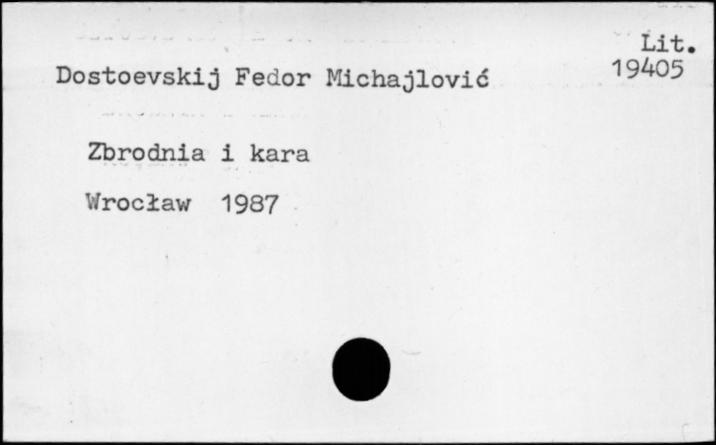 Lit.
Dostoevskij Fedor Michajlović 19405
Zbrodnia i kara
Wrocław 1987